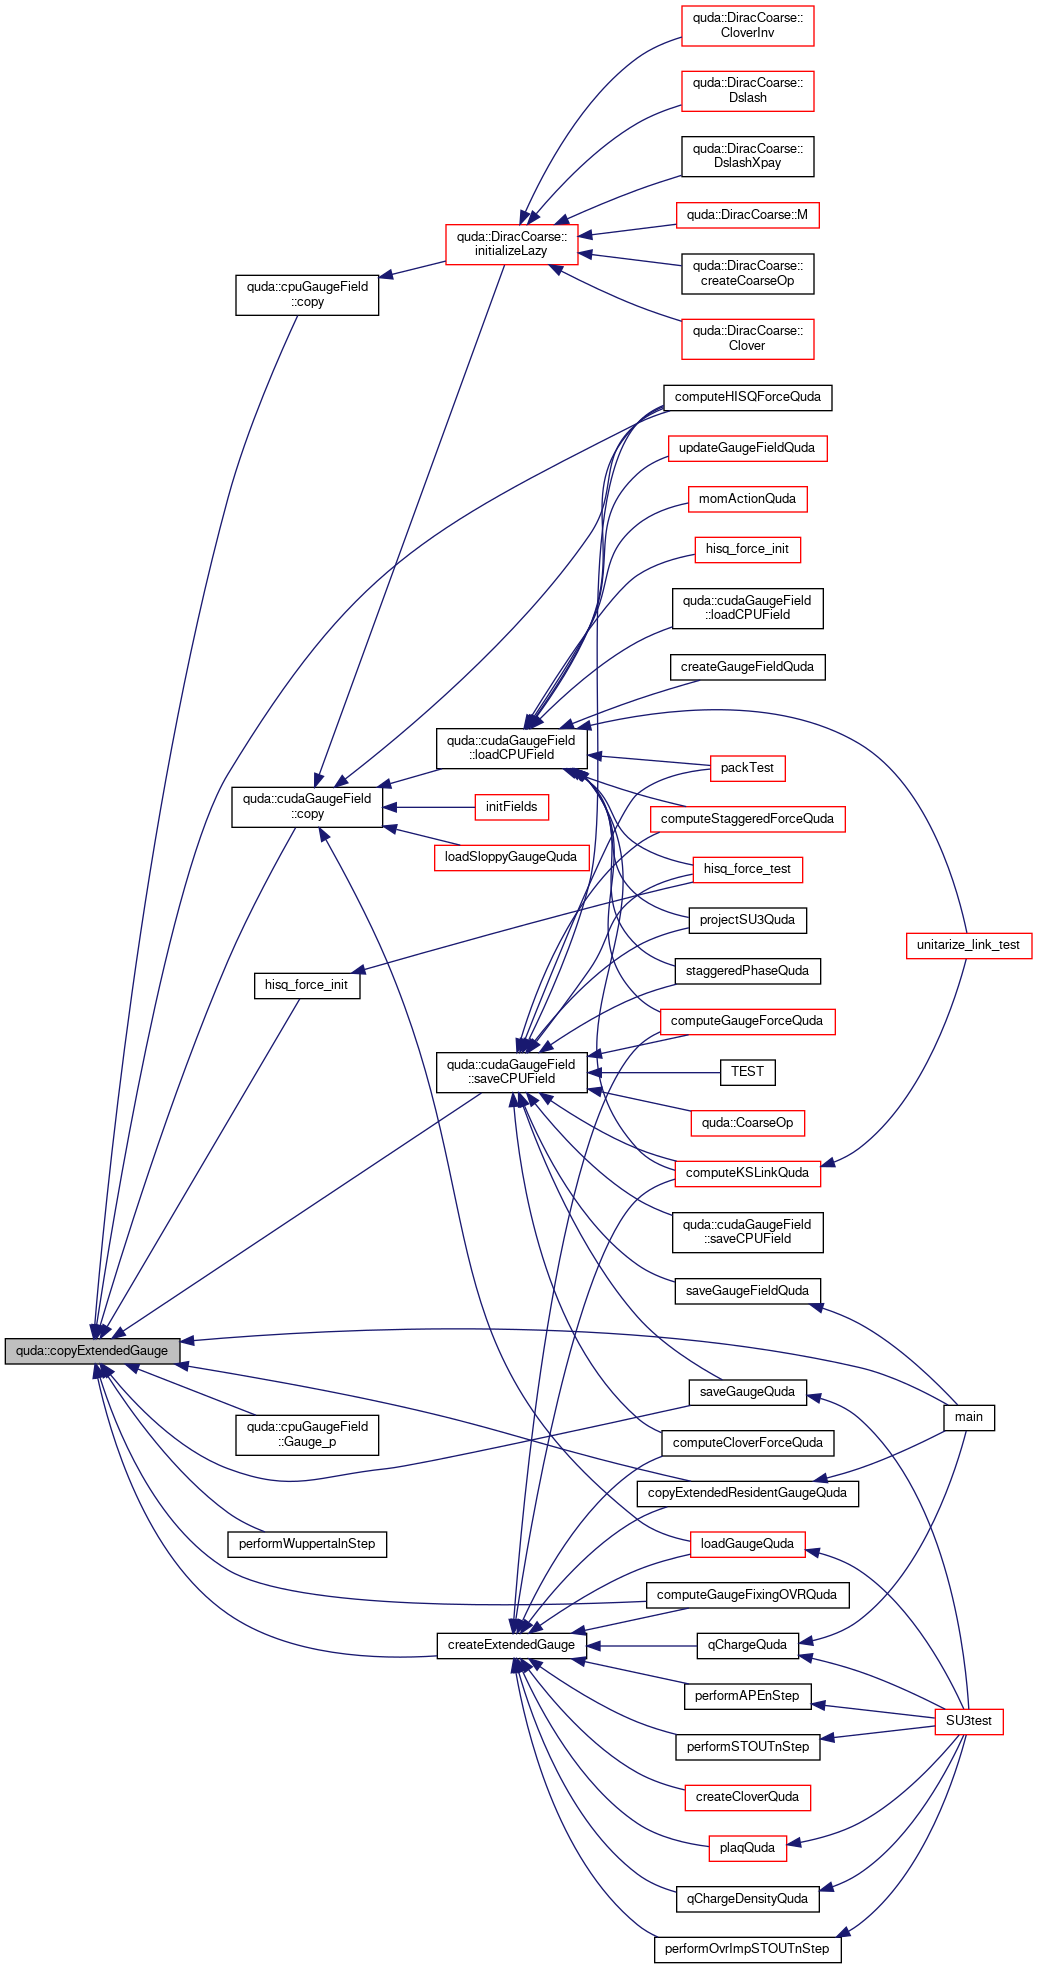 quda::DiracCoarse::
CloverInv
quda::DiracCoarse::
Dslash
quda::DiracCoarse::
DslashXpay
quda::DiracCoarse::M
quda::DiracCoarse::
initializeLazy
quda::DiracCoarse::
createCoarseOp
quda::cpuGaugeField
::copy
quda::DiracCoarse::
Clover
computeHISQForceQuda
updateGaugeFieldQuda
momActionQuda
hisq_force_init
quda::cudaGaugeField
::loadCPUField
createGaugeFieldQuda
quda::cudaGaugeField
::loadCPUField
packTest
quda::cudaGaugeField
::copy
initFields
computeStaggeredForceQuda
loadSloppyGaugeQuda
hisq_force_test
projectSU3Quda
unitarize_link_test
staggeredPhaseQuda
hisq_force_init
computeGaugeForceQuda
quda::cudaGaugeField
::saveCPUField
TEST
quda::CoarseOp
computeKSLinkQuda
quda::cudaGaugeField
::saveCPUField
saveGaugeFieldQuda
quda::copyExtendedGauge
saveGaugeQuda
main
quda::cpuGaugeField
::Gauge_p
computeCloverForceQuda
copyExtendedResidentGaugeQuda
performWuppertalnStep
loadGaugeQuda
computeGaugeFixingOVRQuda
createExtendedGauge
qChargeQuda
performAPEnStep
SU3test
performSTOUTnStep
createCloverQuda
plaqQuda
qChargeDensityQuda
performOvrImpSTOUTnStep